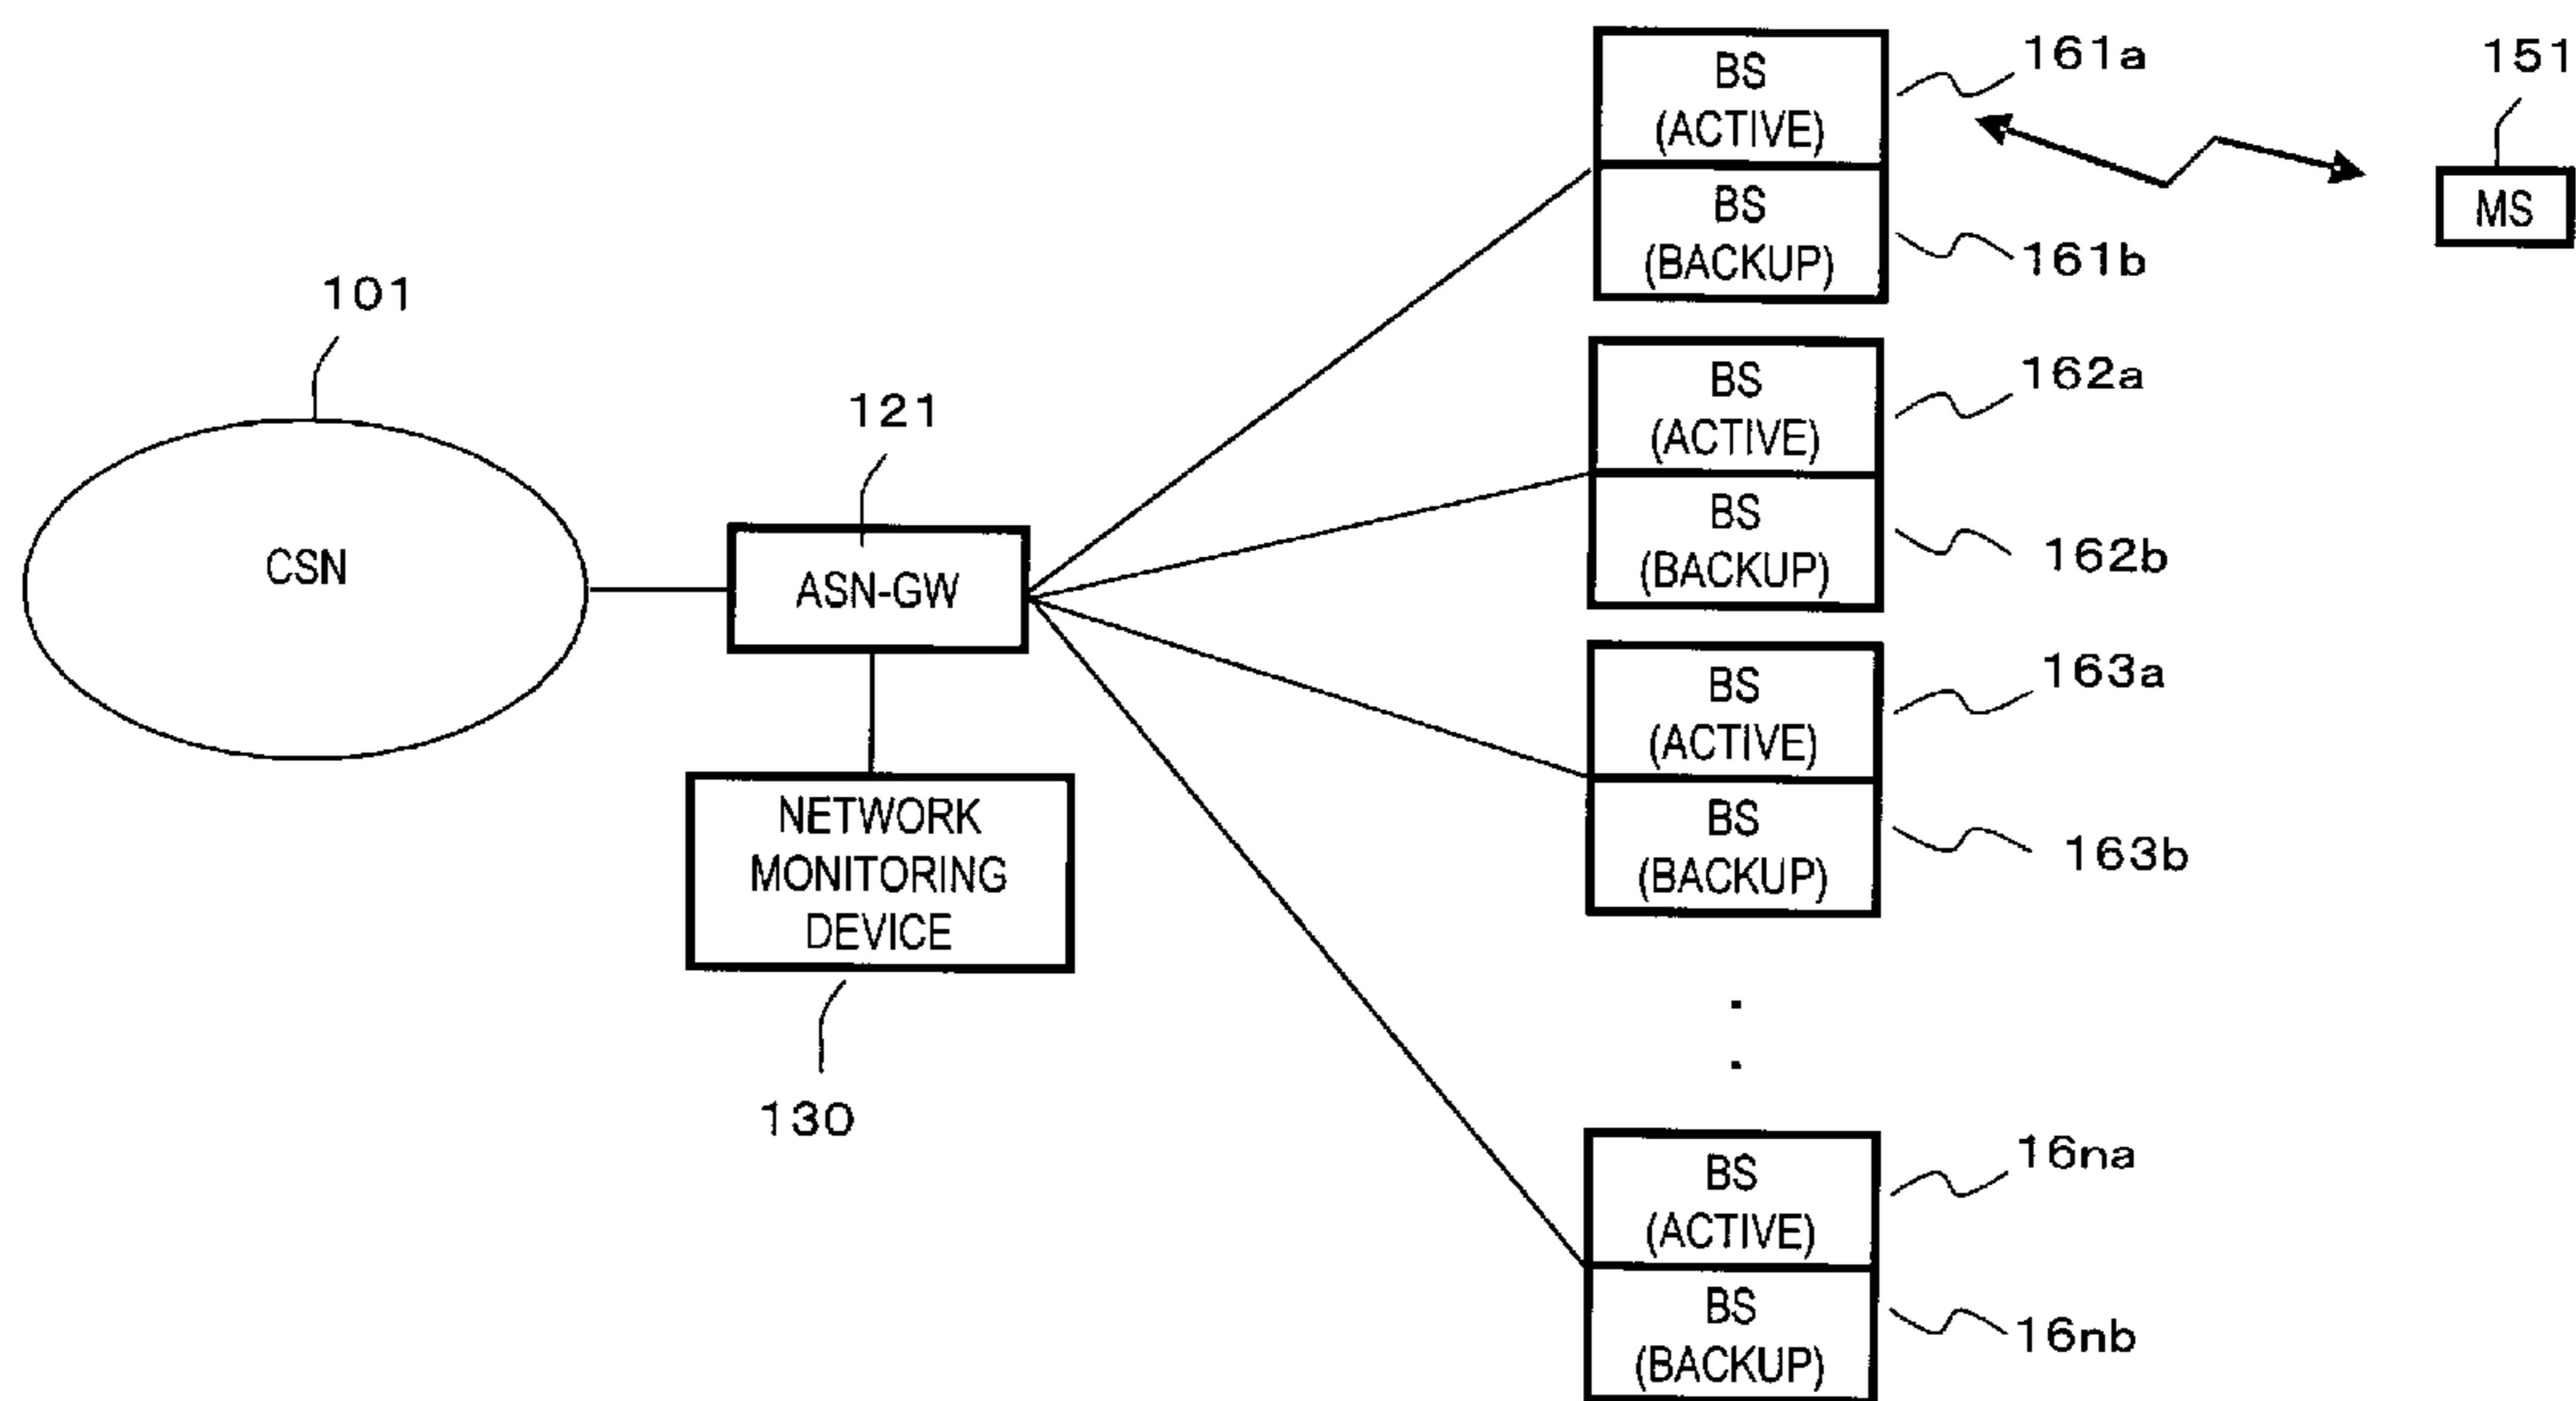 101
CSN
121
ASN-GW
NETWORK
MONITORING
DEVICE
130
BS
(ACTIVE)
161a
BS
(BACKUP)
161b
151
MS
BS
(ACTIVE)
162a
BS
(BACKUP)
162b
BS
(ACTIVE)
163a
BS
(BACKUP)
163b
BS
(ACTIVE)
16na
BS
(BACKUP)
16nb